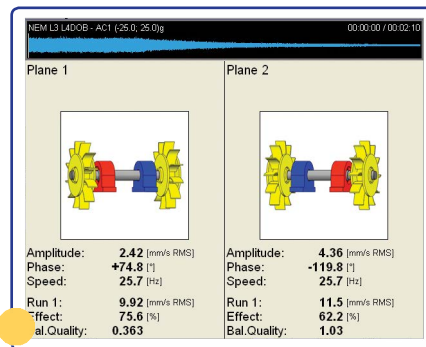 NEM L3 L4DOB - AC1 (-25.0; 25.0)g 00:00:00 / 00:02:10
Plane 1 Plane 2
Amplitude: 2.42 [mm/s RMS] Amplitude: 4.36 [mm/s RMS]
Phase: +74.8 [°] Phase: -119.8 [°]
Speed: 25.7 [Hz] Speed: 25.7 [Hz]
Run 1: 9.92 [mm/s RMS] Run 1: 11.5 [mm/s RMS]
Effect: 75.6 [%] Effect: 62.2 [%]
al.Quality: 0.363 Bal.Quality: 1.03